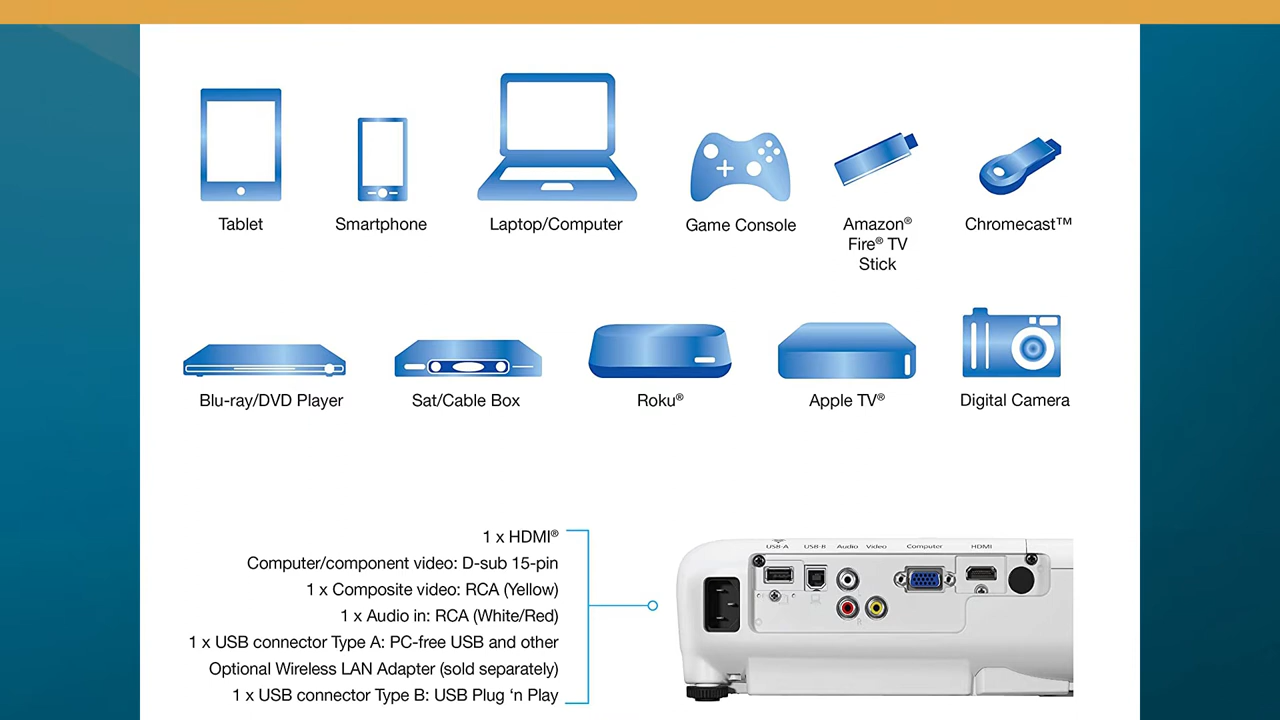 Tablet
Smartphone
Laptop/Computer
Game Console
Amazon®
Fire® TV
Stick
Chromecast™
Blu-ray/DVD Player
Sat/Cable Box
Roku®
Apple TV®
Digital Camera
1 x HDMI®
Computer/component video: D-sub 15-pin
1 x Composite video: RCA (Yellow)
1 x Audio in: RCA (White/Red)
1 x USB connector Type A: PC-free USB and other
Optional Wireless LAN Adapter (sold separately)
1 x USB connector Type B: USB Plug ‘n Play
USB-A USB-B Audio Video Computer HDMI